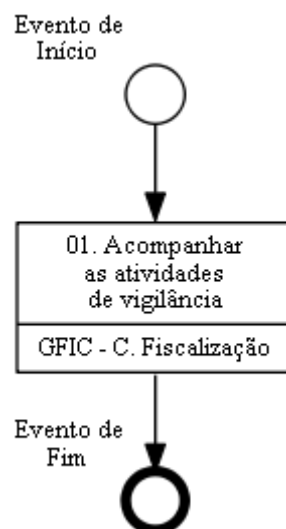 Evento de
Início
01. Acompanhar
as atividades
de vigilância
GFIC - C. Fiscalização
Evento de
Fim